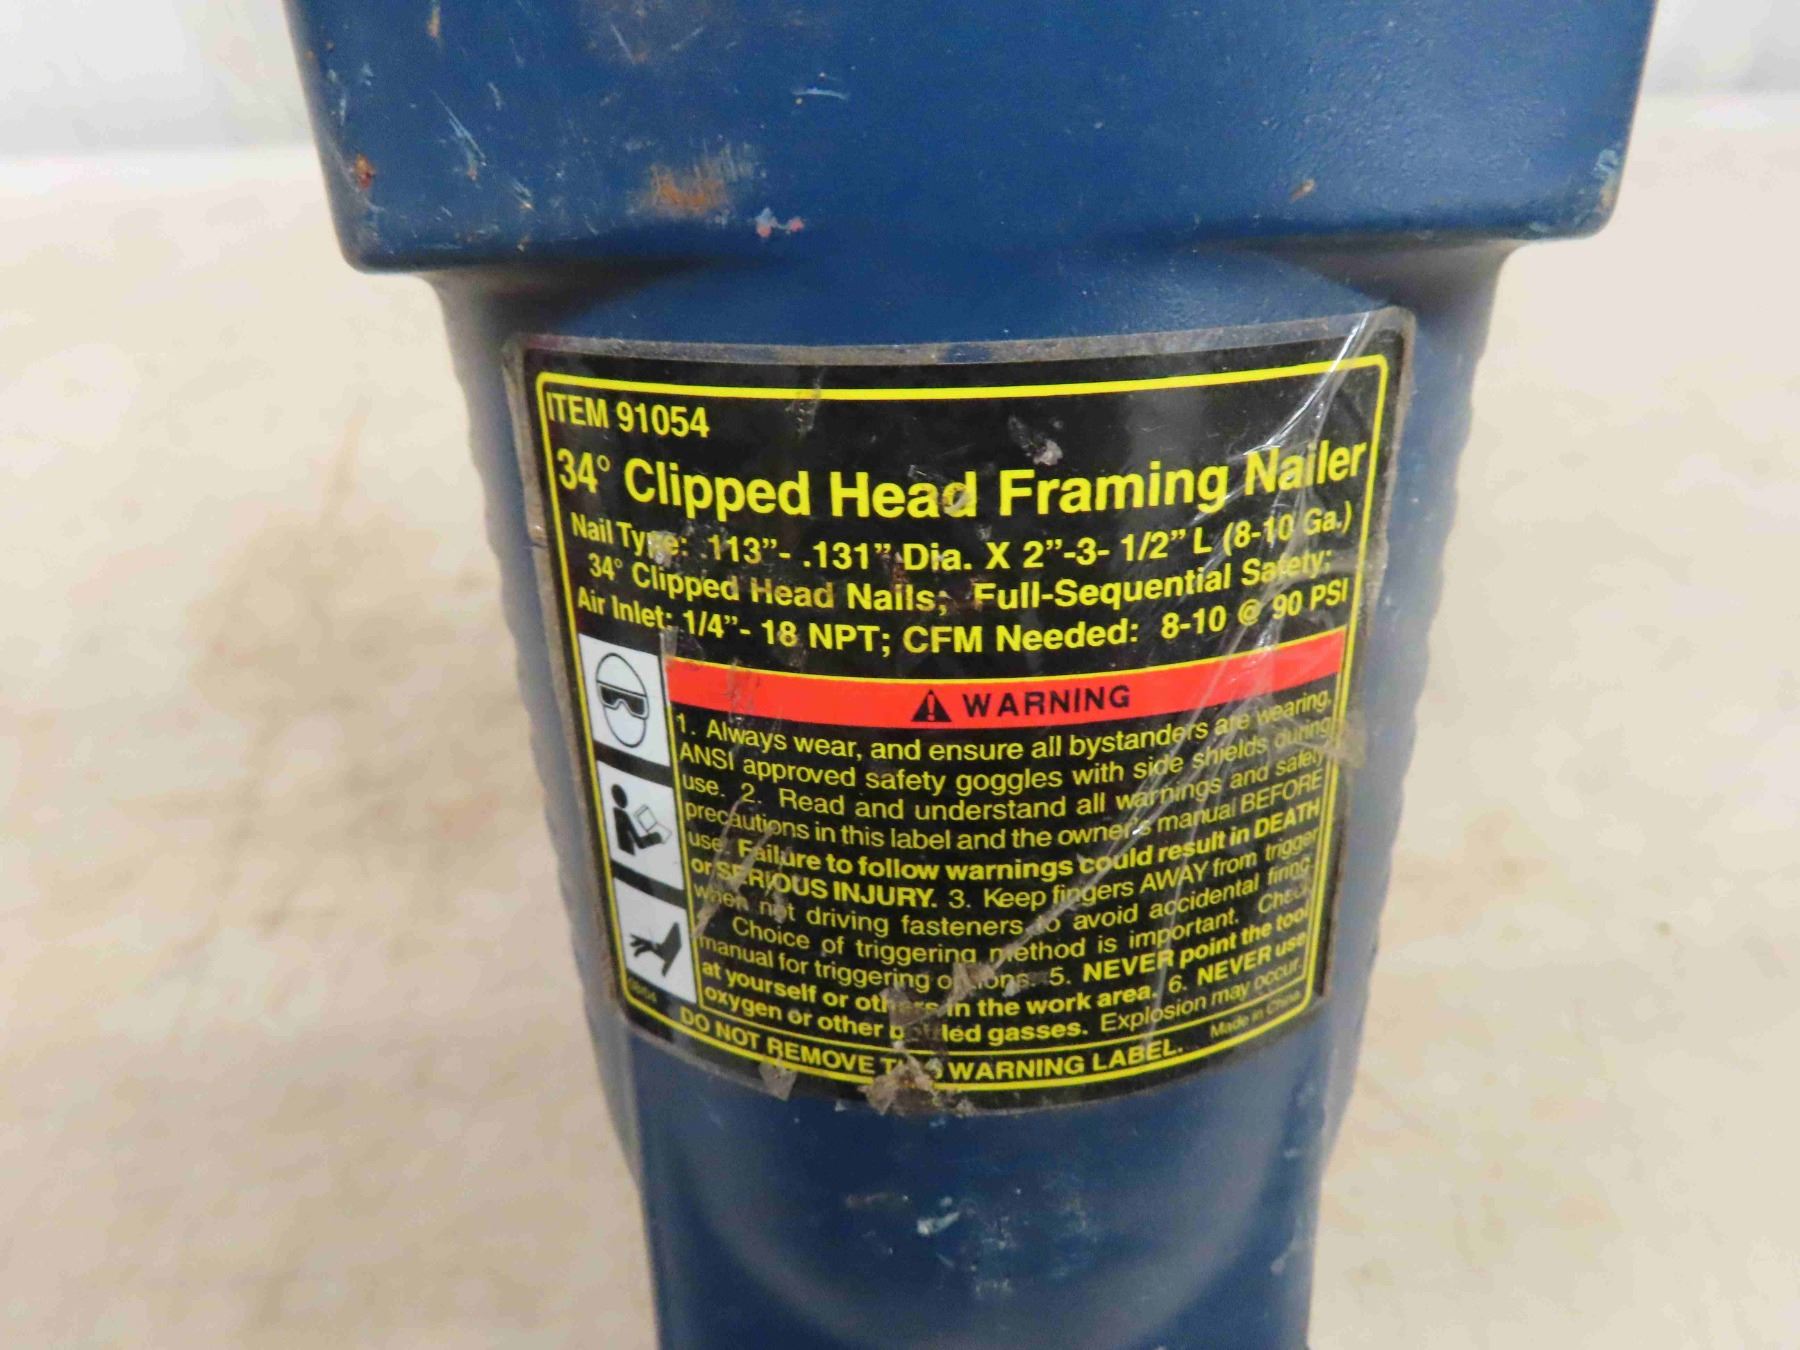 ITEM 91054
34° Clipped Head Framing Nailer
Nail Type: .113”- .131” Dia. X 2”-3- 1/2” L (8-10 Ga.)
34° Clipped Head Nails; Full-Sequential Safety;
Air Inlet: 1/4”- 18 NPT; CFM Needed: 8-10 @ 90 PSI
WARNING
1. Always wear, and ensure all bystanders are wearing,
ANSI approved safety goggles with side shields during
use. 2. Read and understand all warnings and safety
precautions in this label and the owner's manual BEFORE
use. Failure to follow warnings could result in DEATH
or SERIOUS INJURY. 3. Keep fingers AWAY from trigger
when not driving fasteners to avoid accidental firing.
Choice of triggering method is important. Check
manual for triggering options. 5. NEVER point the tool
at yourself or others in the work area. 6. NEVER use
oxygen or other bottled gasses. Explosion may occur.
DO NOT REMOVE THIS WARNING LABEL. Made in China